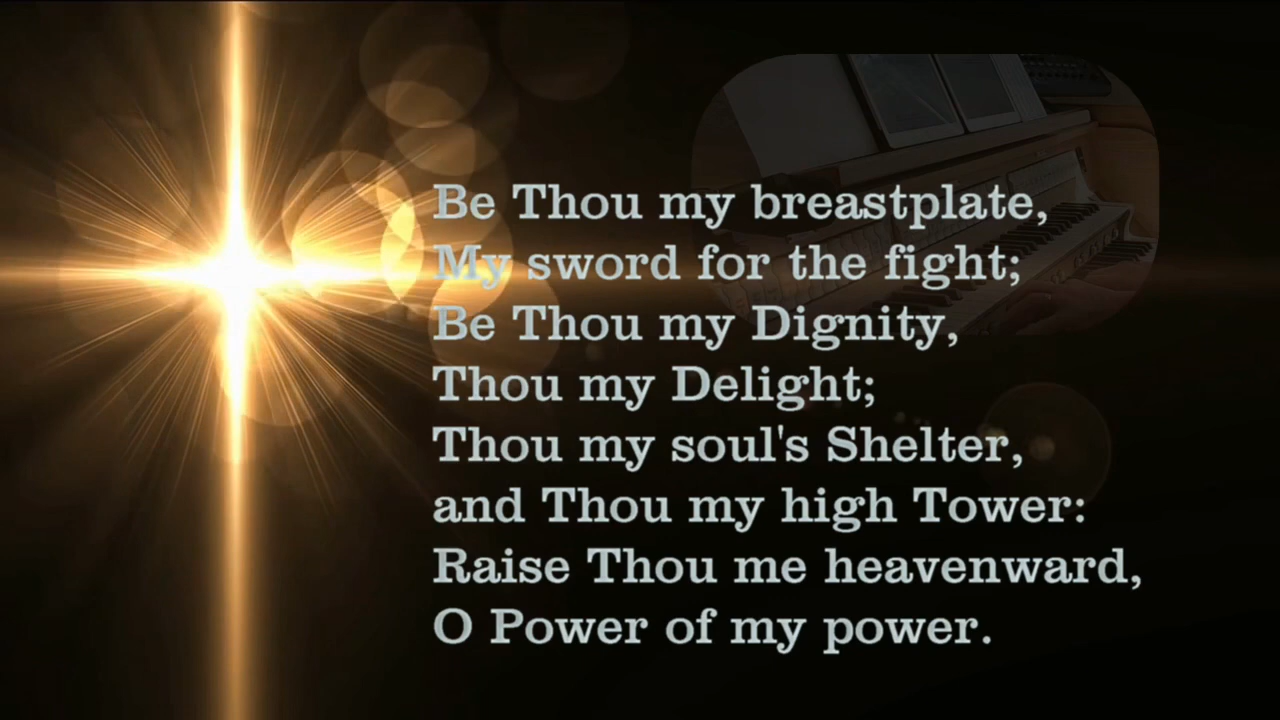 Be Thou my breastplate,
My sword for the fight;
Be Thou my Dignity,
Thou my Delight;
Thou my soul's Shelter,
and Thou my high Tower:
Raise Thou me heavenward,
O Power of my power.